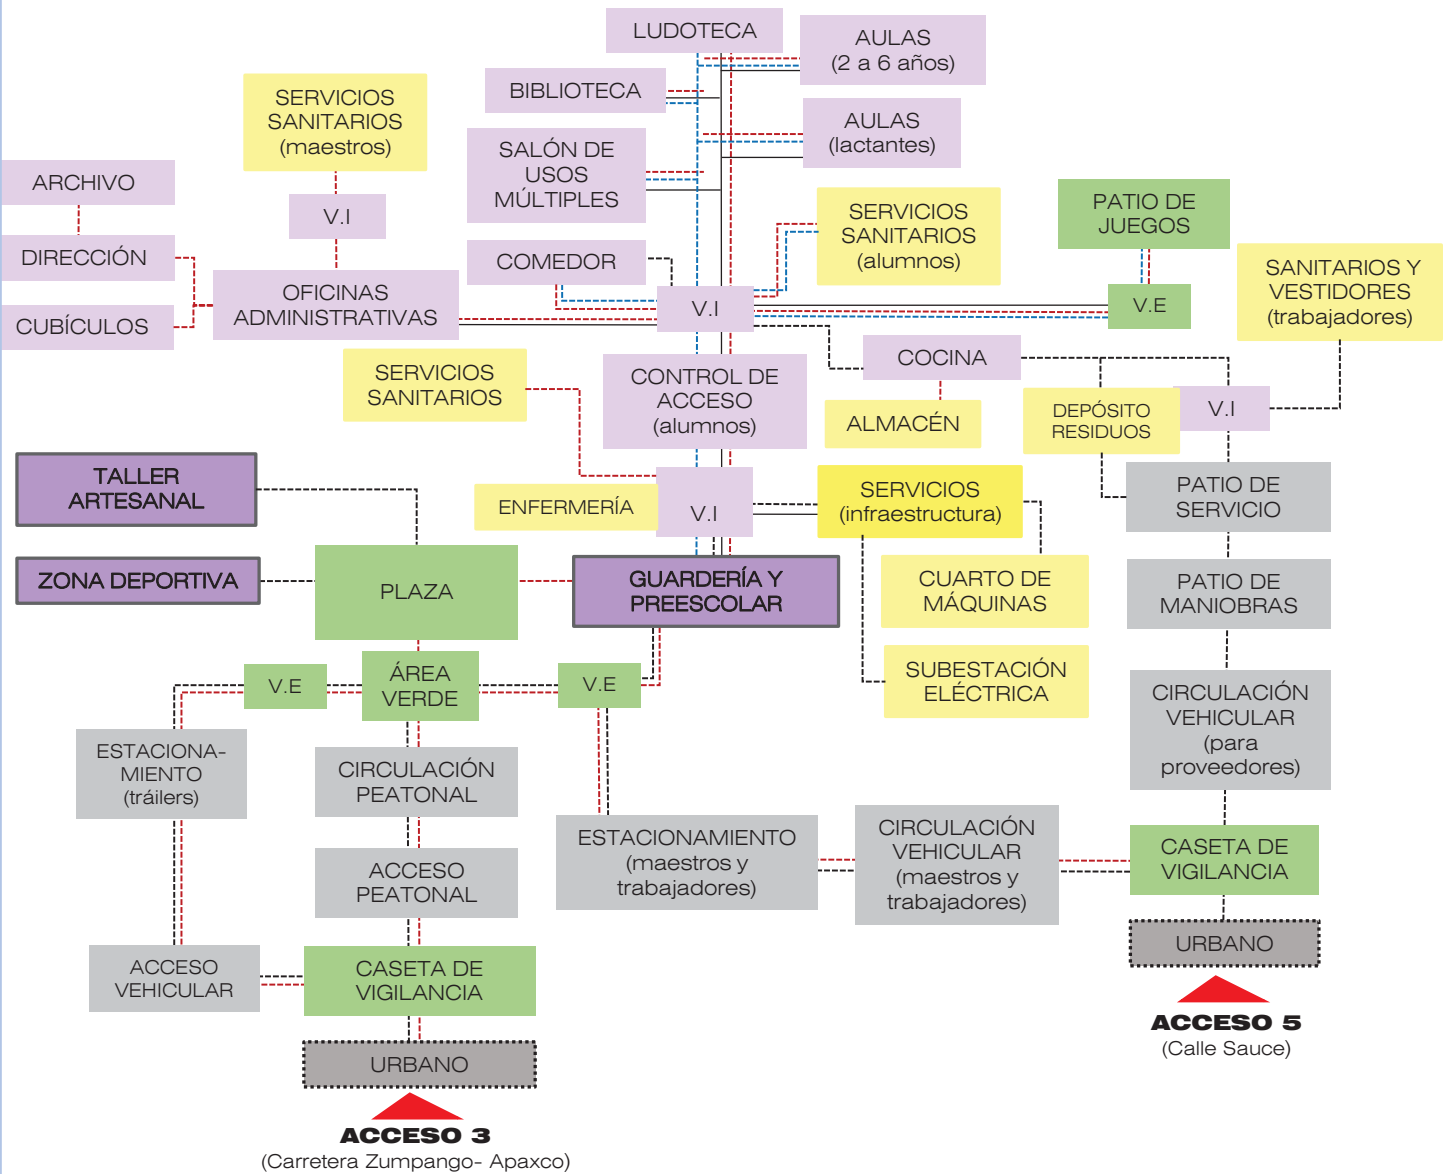 LUDOTECA
AULAS
(2 a 6 años)
BIBLIOTECA
SERVICIOS
SANITARIOS
(maestros)
AULAS
(lactantes)
SALÓN DE
USOS
MÚLTIPLES
ARCHIVO
V.I
SERVICIOS
SANITARIOS
(alumnos)
PATIO DE
JUEGOS
DIRECCIÓN
COMEDOR
SANITARIOS Y
VESTIDORES
(trabajadores)
OFICINAS
ADMINISTRATIVAS
V.I
V.E
CUBÍCULOS
COCINA
SERVICIOS
SANITARIOS
CONTROL DE
ACCESO
(alumnos)
ALMACÉN
DEPÓSITO
RESIDUOS
V.I
TALLER
ARTESANAL
ENFERMERÍA
V.I
SERVICIOS
(infraestructura)
PATIO DE
SERVICIO
ZONA DEPORTIVA
PLAZA
GUARDERÍA Y
PREESCOLAR
CUARTO DE
MÁQUINAS
PATIO DE
MANIOBRAS
V.E
ÁREA
VERDE
V.E
SUBESTACIÓN
ELÉCTRICA
CIRCULACIÓN
VEHICULAR
(para
proveedores)
ESTACIONA-
MIENTO
(tráilers)
CIRCULACIÓN
PEATONAL
ESTACIONAMIENTO
(maestros y
trabajadores)
CIRCULACIÓN
VEHICULAR
(maestros y
trabajadores)
CASETA DE
VIGILANCIA
ACCESO
PEATONAL
URBANO
ACCESO
VEHICULAR
CASETA DE
VIGILANCIA
ACCESO 5
(Calle Sauce)
URBANO
ACCESO 3
(Carretera Zumpango- Apaxco)